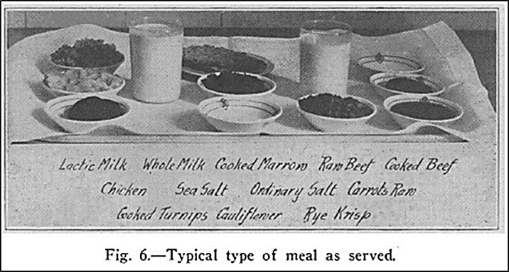 Lactic Milk Whole Milk Cooked Marrow Raw Beef Cooked Beef
Chicken Sea Salt Ordinary Salt Carrots Raw
Cooked Turnips Cauliflower Rye Krisp
Fig. 6.—Typical type of meal as served.